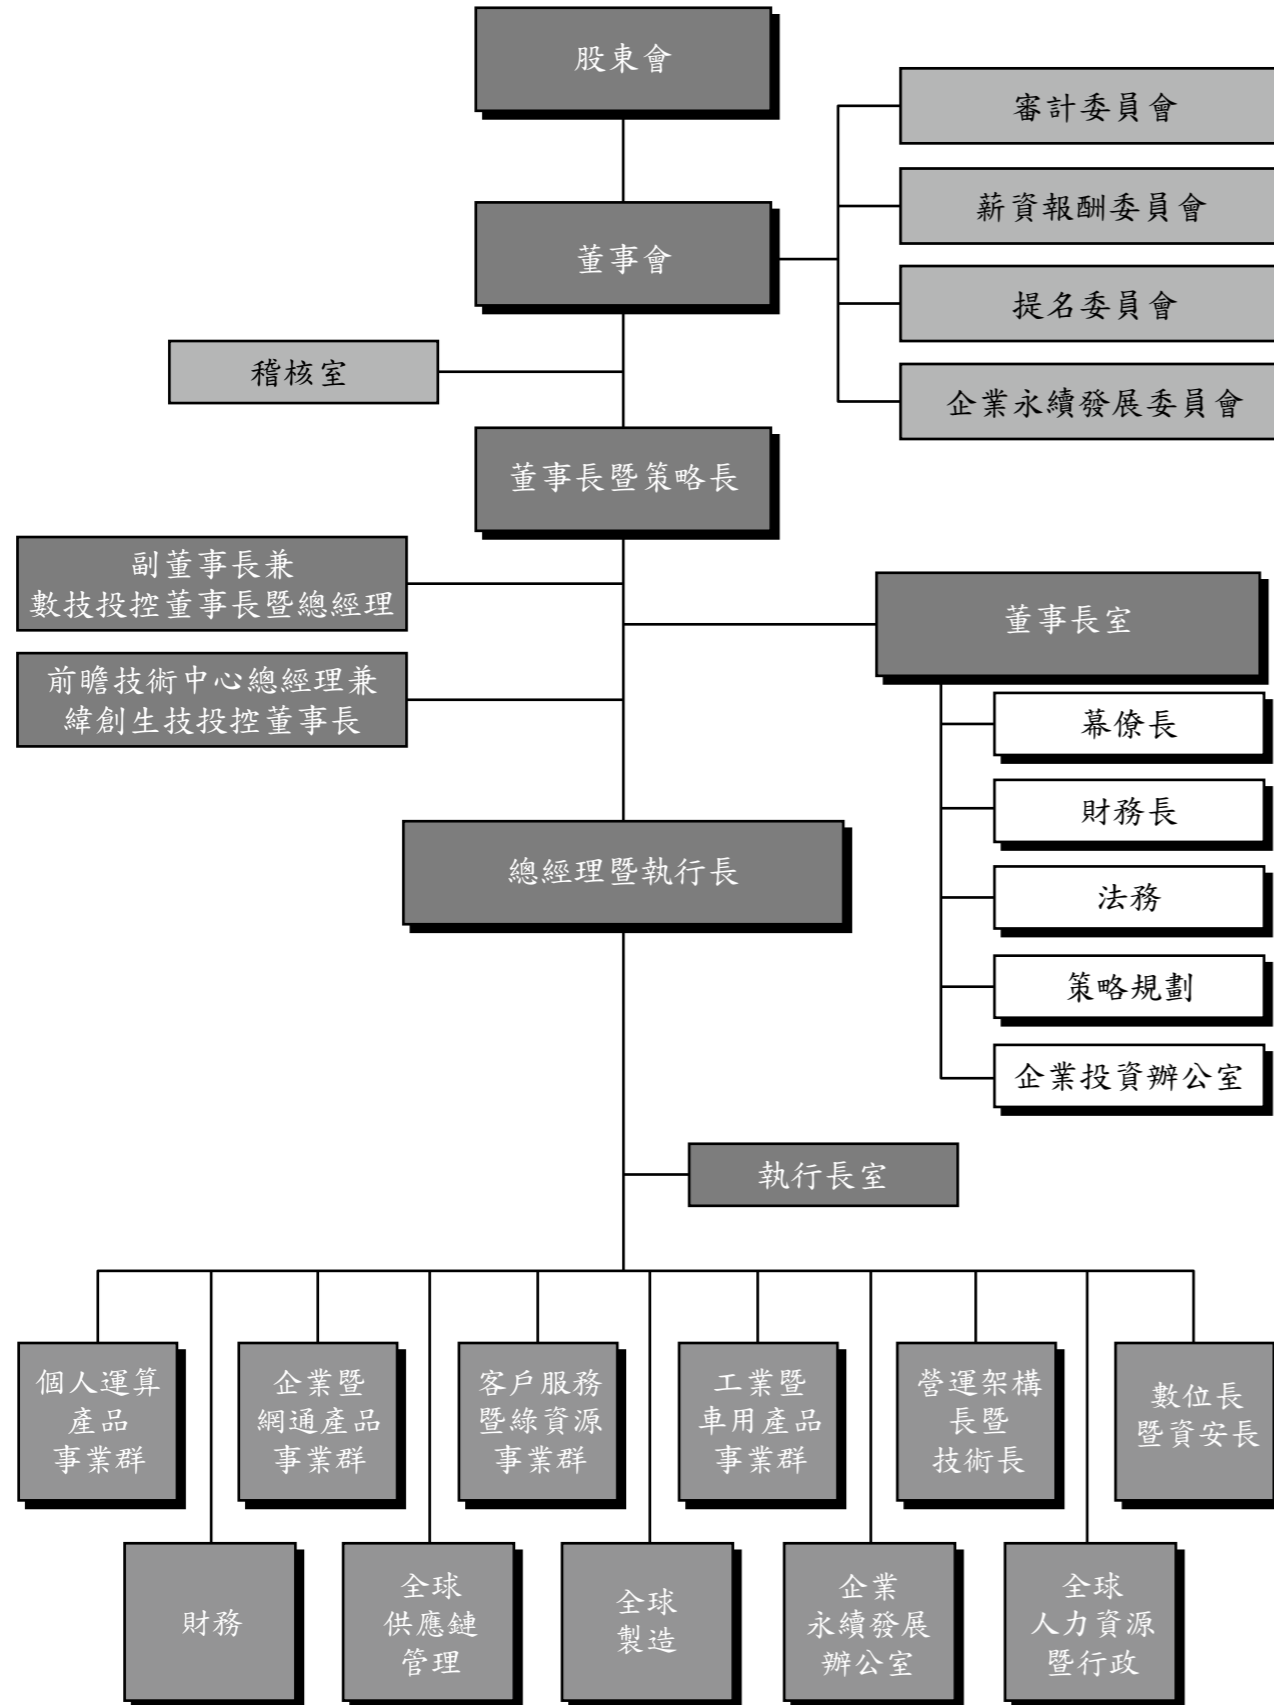 股東會
審計委員會
薪資報酬委員會
董事會
提名委員會
稽核室
企業永續發展委員會
董事長暨策略長
副董事長兼
數技投控董事長暨總經理
董事長室
前瞻技術中心總經理兼
緯創生技投控董事長
幕僚長
財務長
總經理暨執行長
法務
策略規劃
企業投資辦公室
執行長室
個人運算
產品
事業群
企業暨
網通產品
事業群
客戶服務
暨綠資源
事業群
工業暨
車用產品
事業群
營運架構
長暨
技術長
數位長
暨資安長
財務
全球
供應鏈
管理
全球
製造
企業
永續發展
辦公室
全球
人力資源
暨行政